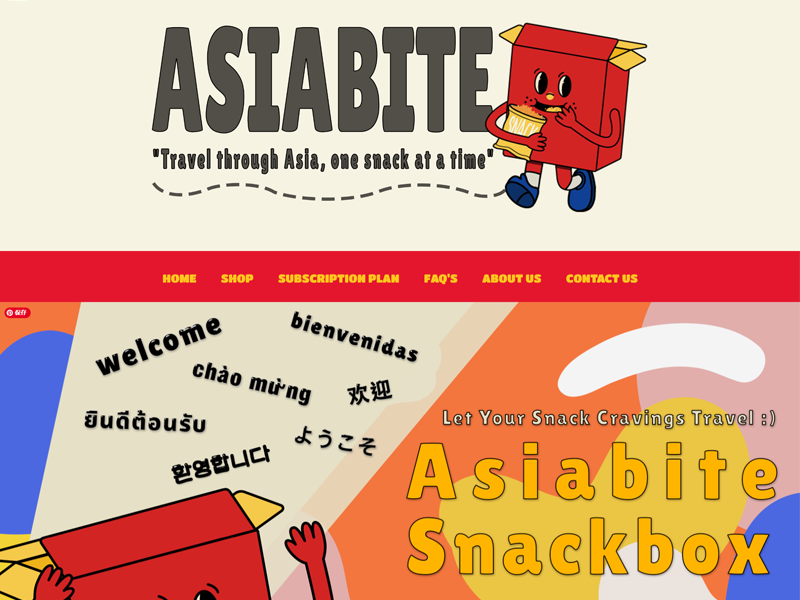 ASIABITE
"Travel through Asia, one snack at a time"
SNACK
HOME SHOP SUBSCRIPTION PLAN FAQ'S ABOUT US CONTACT US
welcome
bienvenidas
chào mừng
欢迎
ยินดีต้อนรับ
ようこそ
환영합니다
Let Your Snack Cravings Travel :)
Asiabite
Snackbox